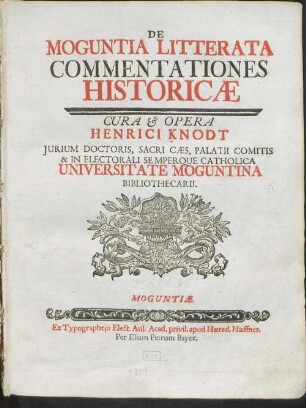 DE
MOGUNTIA LITTERATA
COMMENTATIONES
HISTORICÆ
CURA & OPERA
HENRICI KNODT
JURIUM DOCTORIS, SACRI CÆS. PALATII COMITIS
& IN ELECTORALI SEMPERQUE CATHOLICA
UNIVERSITATE MOGUNTINA
BIBLIOTHECARII.
MOGUNTIÆ
Ex Typographejo Elect. Aul. Acad. privil. apud Hæred. Hæffner.
Per Eliam Petrum Bayer.